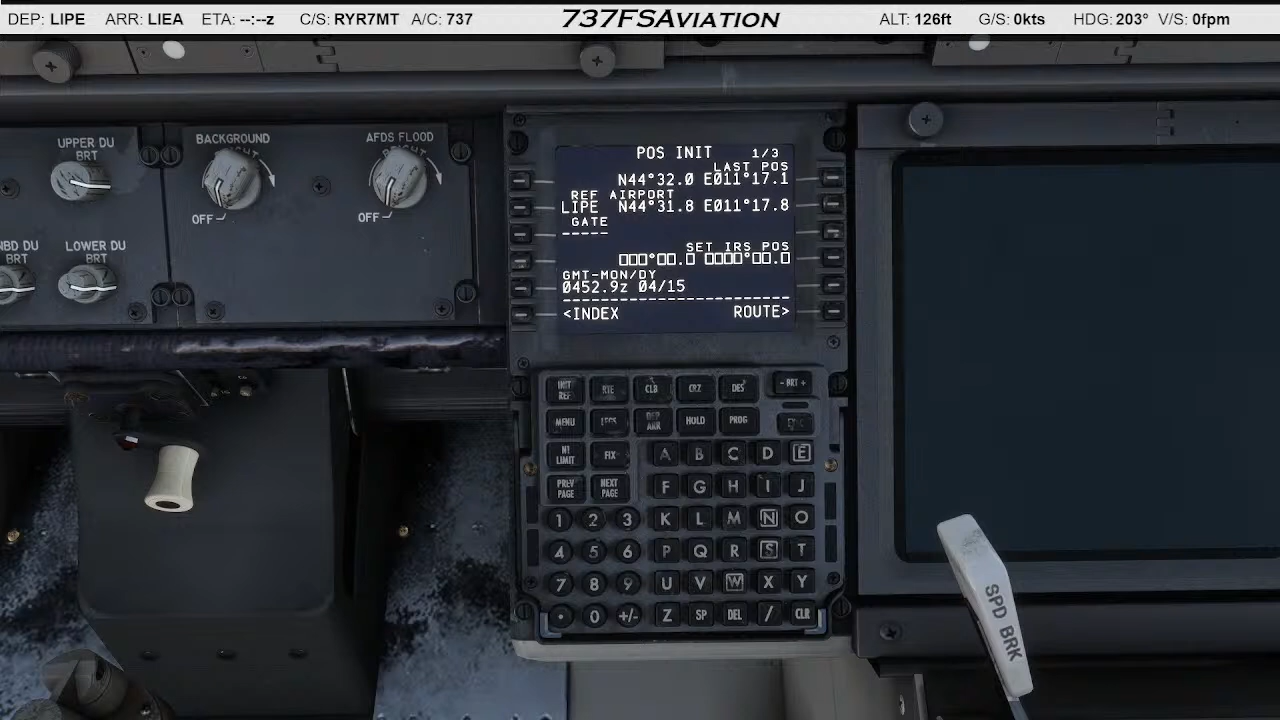 DEP: LIPE ARR: LIEA ETA: --:--z C/S: RYR7MT A/C: 737 737FSAVIATION ALT: 126ft G/S: 0kts HDG: 203° V/S: 0fpm
UPPER DU
BRT
BACKGROUND
OFF
AFDS FLOOD
BRIGHT
OFF
NBD DU
BRT
LOWER DU
BRT
POS INIT 1/3
LAST POS
N44°32.0 E011°17.1
REF AIRPORT
LIPE N44°31.8 E011°17.8
GATE
-----
SET IRS POS
□□□°□□.□ □□□□°□□.□
GMT-MON/DY
0452.9z 04/15
<INDEX ROUTE>
INIT REF RTE CLB CRZ DES - BRT +
MENU LEGS DEP ARR HOLD PROG EXEC
N1 LIMIT FIX A B C D E
PREV PAGE NEXT PAGE F G H I J
1 2 3 K L M N O
4 5 6 P Q R S T
7 8 9 U V W X Y
. 0 +/- Z SP DEL / CLR
SPD BRK